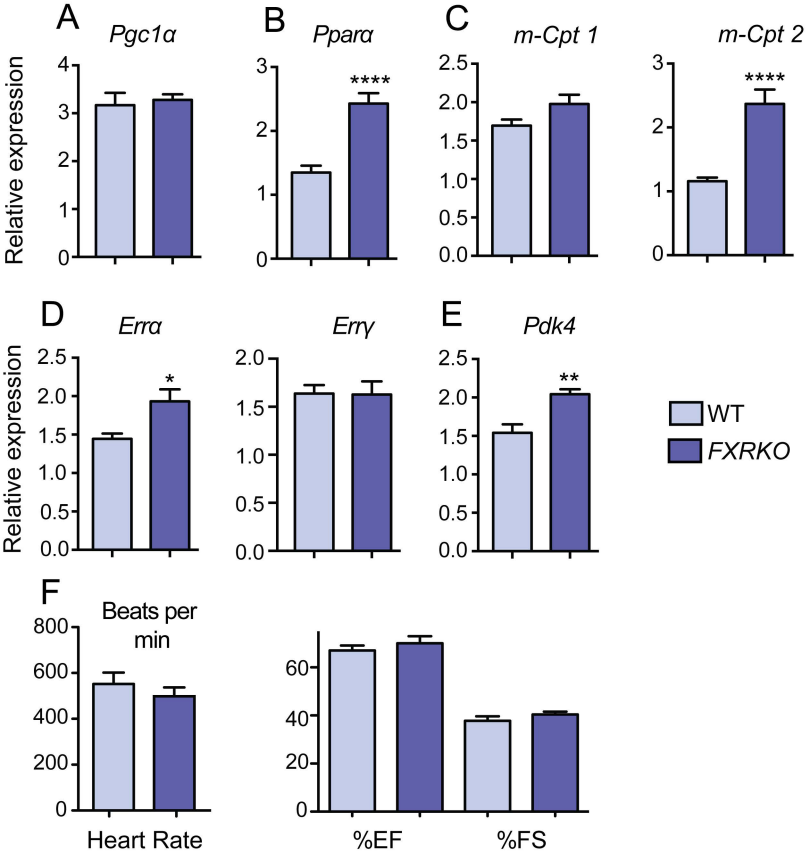 A
Pgc1α
Relative expression
4
3
2
1
0
B
Pparα
3
2
1
0
****
C
m-Cpt 1
2.5
2.0
1.5
1.0
0.5
0.0
m-Cpt 2
3
2
1
0
****
D
Errα
Relative expression
2.5
2.0
1.5
1.0
0.5
0.0
*
Errγ
2.0
1.5
1.0
0.5
0.0
E
Pdk4
2.5
2.0
1.5
1.0
0.5
0.0
**
WT
FXRKO
F
Beats per
min
800
600
400
200
0
Heart Rate
60
40
20
0
%EF
%FS